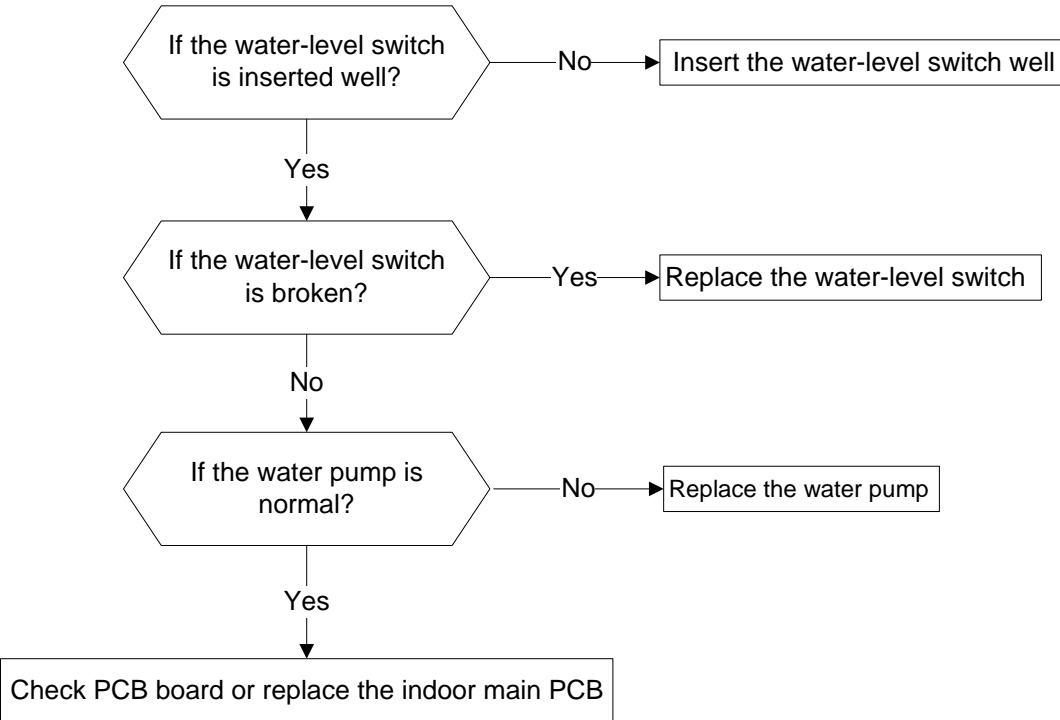 If the water-level switch
is inserted well?
No
Insert the water-level switch well
Yes
If the water-level switch
is broken?
Yes
Replace the water-level switch
No
If the water pump is
normal?
No
Replace the water pump
Yes
Check PCB board or replace the indoor main PCB